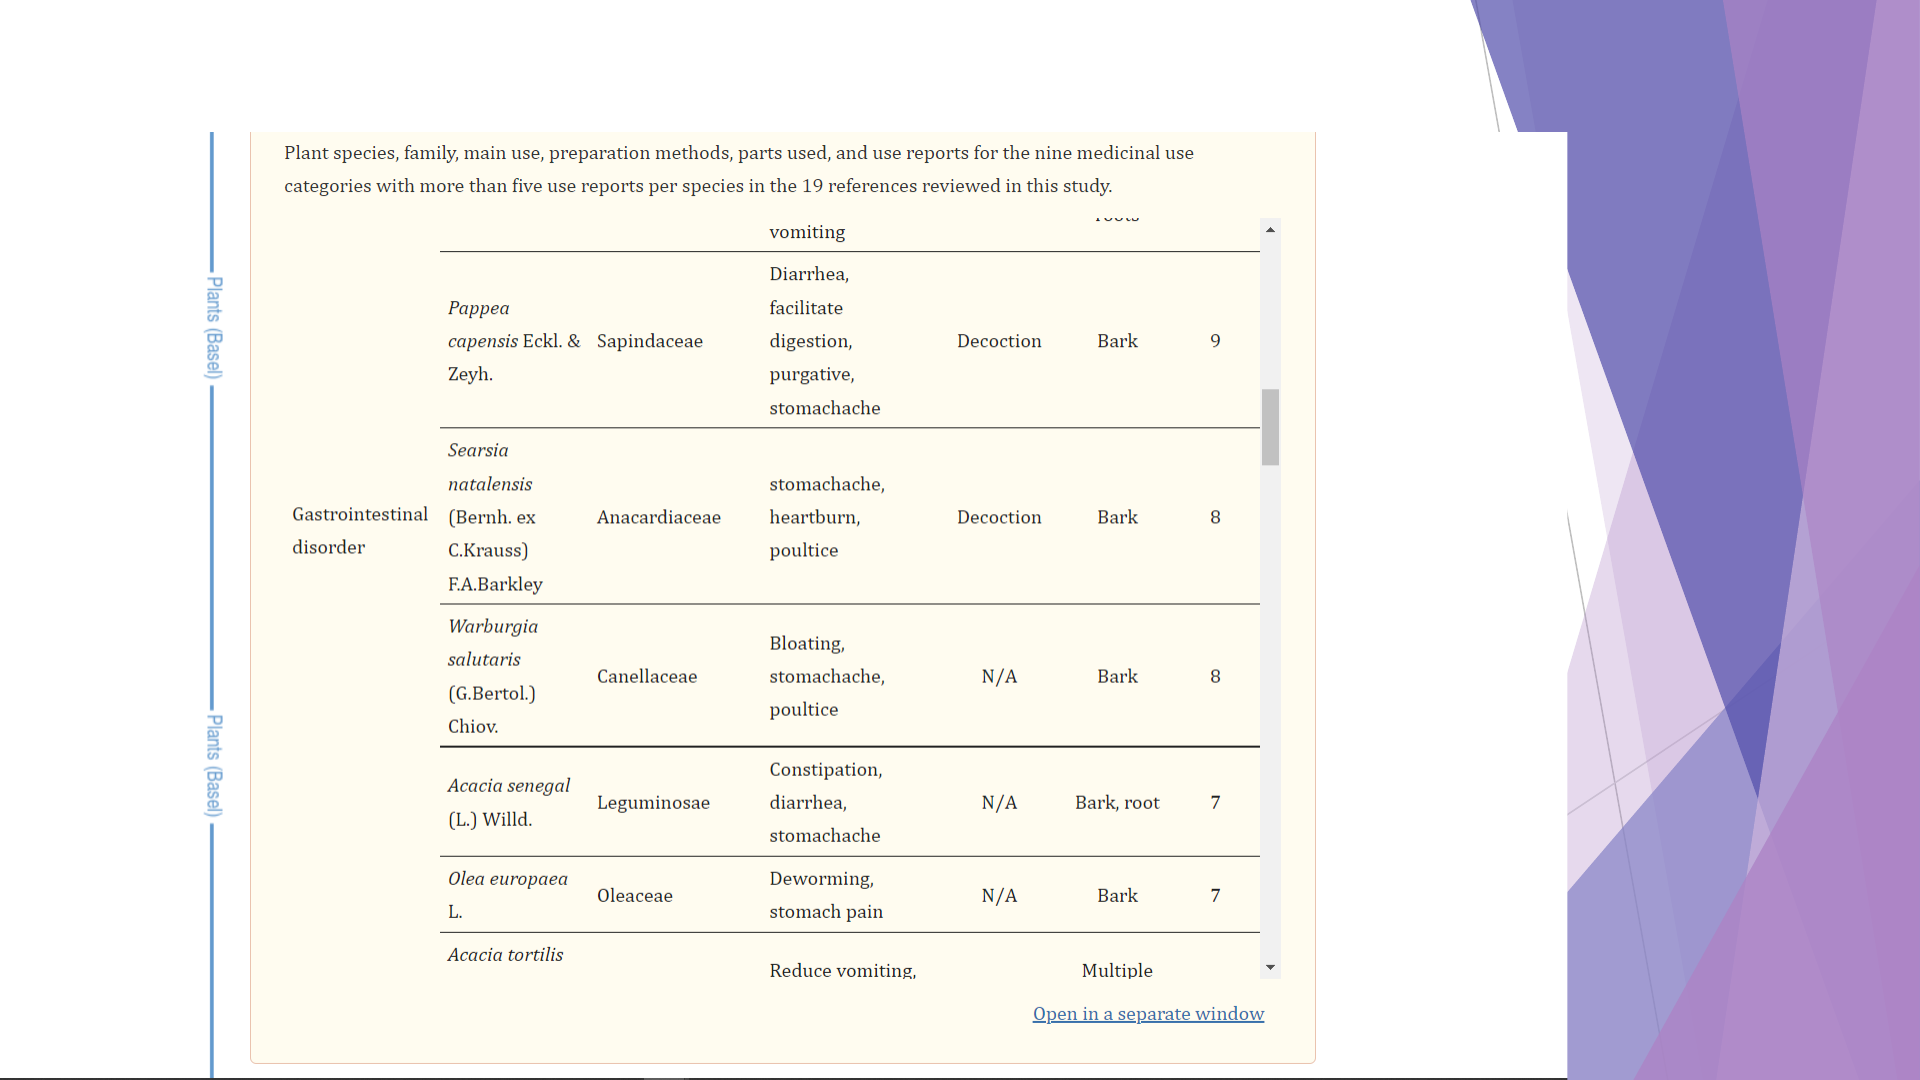 Plant species, family, main use, preparation methods, parts used, and use reports for the nine medicinal use
categories with more than five use reports per species in the 19 references reviewed in this study.
roots
vomiting
Pappea
capensis Eckl. &
Zeyh.
Sapindaceae
Diarrhea,
facilitate
digestion,
purgative,
stomachache
Decoction
Bark
9
Gastrointestinal
disorder
Searsia
natalensis
(Bernh. ex
C.Krauss)
F.A.Barkley
Anacardiaceae
stomachache,
heartburn,
poultice
Decoction
Bark
8
Warburgia
salutaris
(G.Bertol.)
Chiov.
Canellaceae
Bloating,
stomachache,
poultice
N/A
Bark
8
Acacia senegal
(L.) Willd.
Leguminosae
Constipation,
diarrhea,
stomachache
N/A
Bark, root
7
Olea europaea
L.
Oleaceae
Deworming,
stomach pain
N/A
Bark
7
Acacia tortilis
Reduce vomiting,
Multiple
Open in a separate window
Plants (Basel)
Plants (Basel)